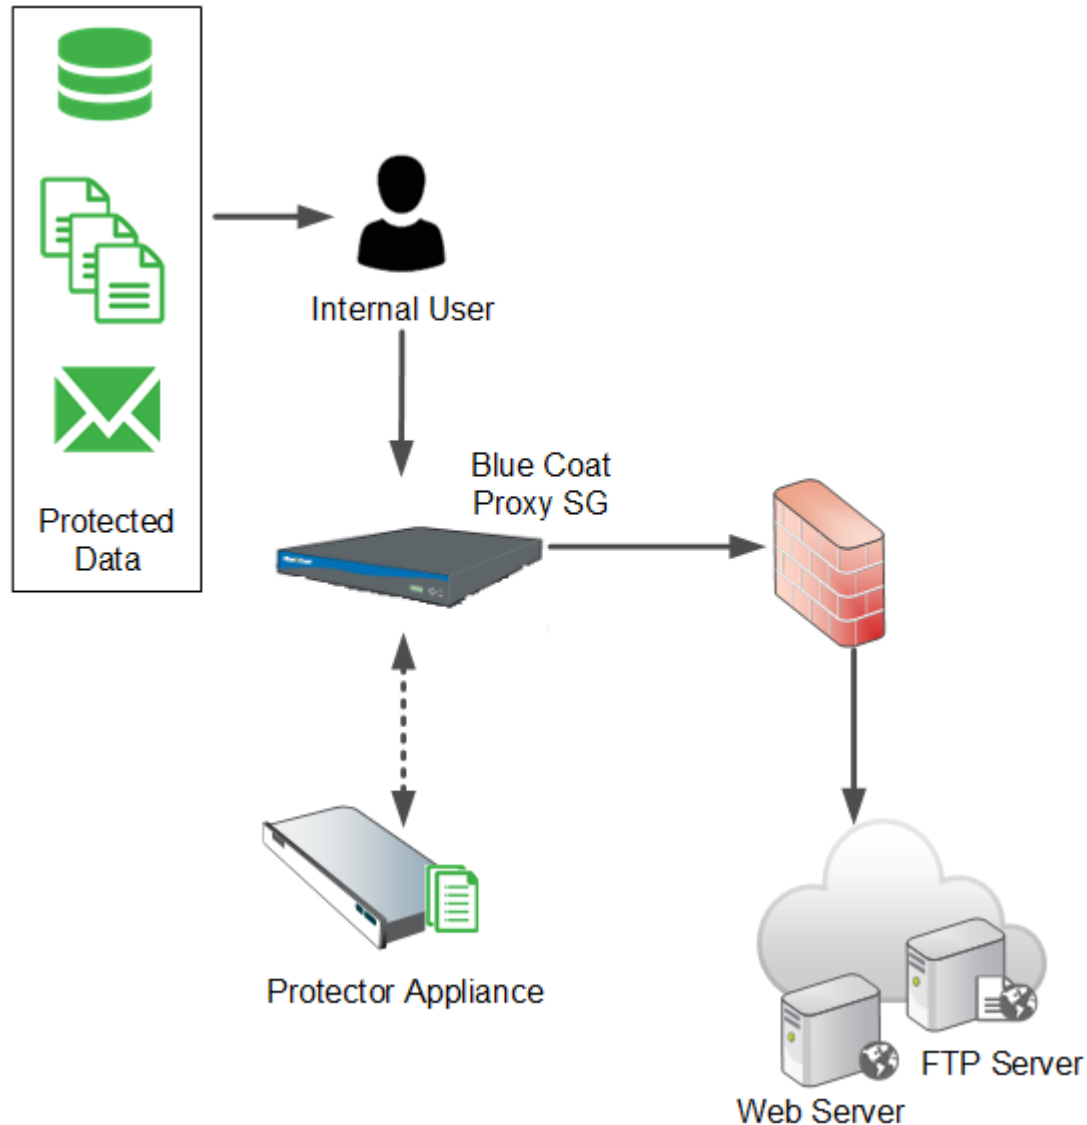 Internal User
Blue Coat
Proxy SG
Protected
Data
Protector Appliance
FTP Server
Web Server